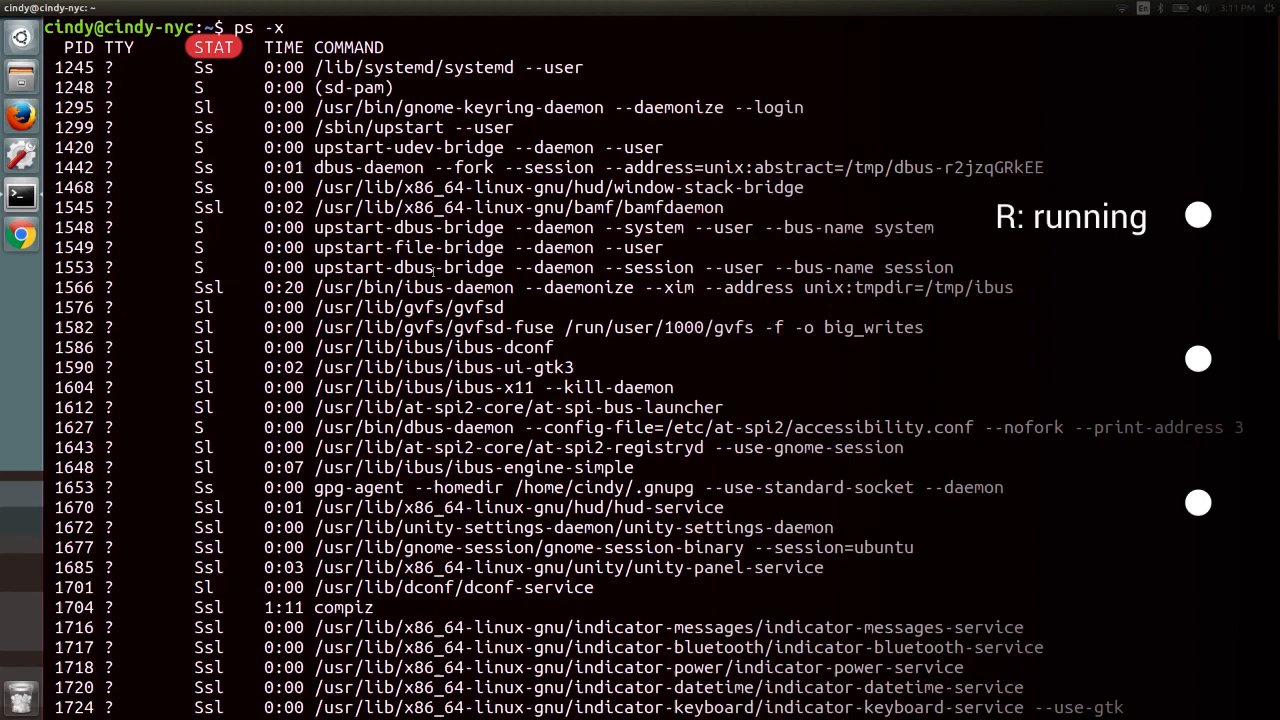 cindy@cindy-nyc: ~
En
3:11 PM
cindy@cindy-nyc:~$ ps -x
PID TTY STAT TIME COMMAND
1245 ? Ss 0:00 /lib/systemd/systemd --user
1248 ? S 0:00 (sd-pam)
1295 ? Sl 0:00 /usr/bin/gnome-keyring-daemon --daemonize --login
1299 ? Ss 0:00 /sbin/upstart --user
1420 ? S 0:00 upstart-udev-bridge --daemon --user
1442 ? Ss 0:01 dbus-daemon --fork --session --address=unix:abstract=/tmp/dbus-r2jzqGRkEE
1468 ? Ss 0:00 /usr/lib/x86_64-linux-gnu/hud/window-stack-bridge
1545 ? Ssl 0:02 /usr/lib/x86_64-linux-gnu/bamf/bamfdaemon
R: running
1548 ? S 0:00 upstart-dbus-bridge --daemon --system --user --bus-name system
1549 ? S 0:00 upstart-file-bridge --daemon --user
1553 ? S 0:00 upstart-dbus-bridge --daemon --session --user --bus-name session
1566 ? Ssl 0:20 /usr/bin/ibus-daemon --daemonize --xim --address unix:tmpdir=/tmp/ibus
1576 ? Sl 0:00 /usr/lib/gvfs/gvfsd
1582 ? Sl 0:00 /usr/lib/gvfs/gvfsd-fuse /run/user/1000/gvfs -f -o big_writes
1586 ? Sl 0:00 /usr/lib/ibus/ibus-dconf
1590 ? Sl 0:02 /usr/lib/ibus/ibus-ui-gtk3
1604 ? Sl 0:00 /usr/lib/ibus/ibus-x11 --kill-daemon
1612 ? Sl 0:00 /usr/lib/at-spi2-core/at-spi-bus-launcher
1627 ? S 0:00 /usr/bin/dbus-daemon --config-file=/etc/at-spi2/accessibility.conf --nofork --print-address 3
1643 ? Sl 0:00 /usr/lib/at-spi2-core/at-spi2-registryd --use-gnome-session
1648 ? Sl 0:07 /usr/lib/ibus/ibus-engine-simple
1653 ? Ss 0:00 gpg-agent --homedir /home/cindy/.gnupg --use-standard-socket --daemon
1670 ? Ssl 0:01 /usr/lib/x86_64-linux-gnu/hud/hud-service
1672 ? Ssl 0:00 /usr/lib/unity-settings-daemon/unity-settings-daemon
1677 ? Ssl 0:00 /usr/lib/gnome-session/gnome-session-binary --session=ubuntu
1685 ? Ssl 0:03 /usr/lib/x86_64-linux-gnu/unity/unity-panel-service
1701 ? Sl 0:00 /usr/lib/dconf/dconf-service
1704 ? Ssl 1:11 compiz
1716 ? Ssl 0:00 /usr/lib/x86_64-linux-gnu/indicator-messages/indicator-messages-service
1717 ? Ssl 0:00 /usr/lib/x86_64-linux-gnu/indicator-bluetooth/indicator-bluetooth-service
1718 ? Ssl 0:00 /usr/lib/x86_64-linux-gnu/indicator-power/indicator-power-service
1720 ? Ssl 0:00 /usr/lib/x86_64-linux-gnu/indicator-datetime/indicator-datetime-service
1724 ? Ssl 0:00 /usr/lib/x86_64-linux-gnu/indicator-keyboard/indicator-keyboard-service --use-gtk